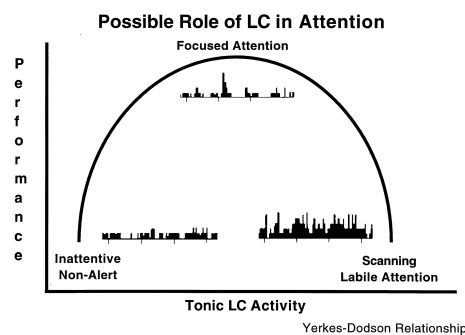 Possible Role of LC in Attention
Focused Attention
Performance
Inattentive
Non-Alert
Scanning
Labile Attention
Tonic LC Activity
Yerkes-Dodson Relationship